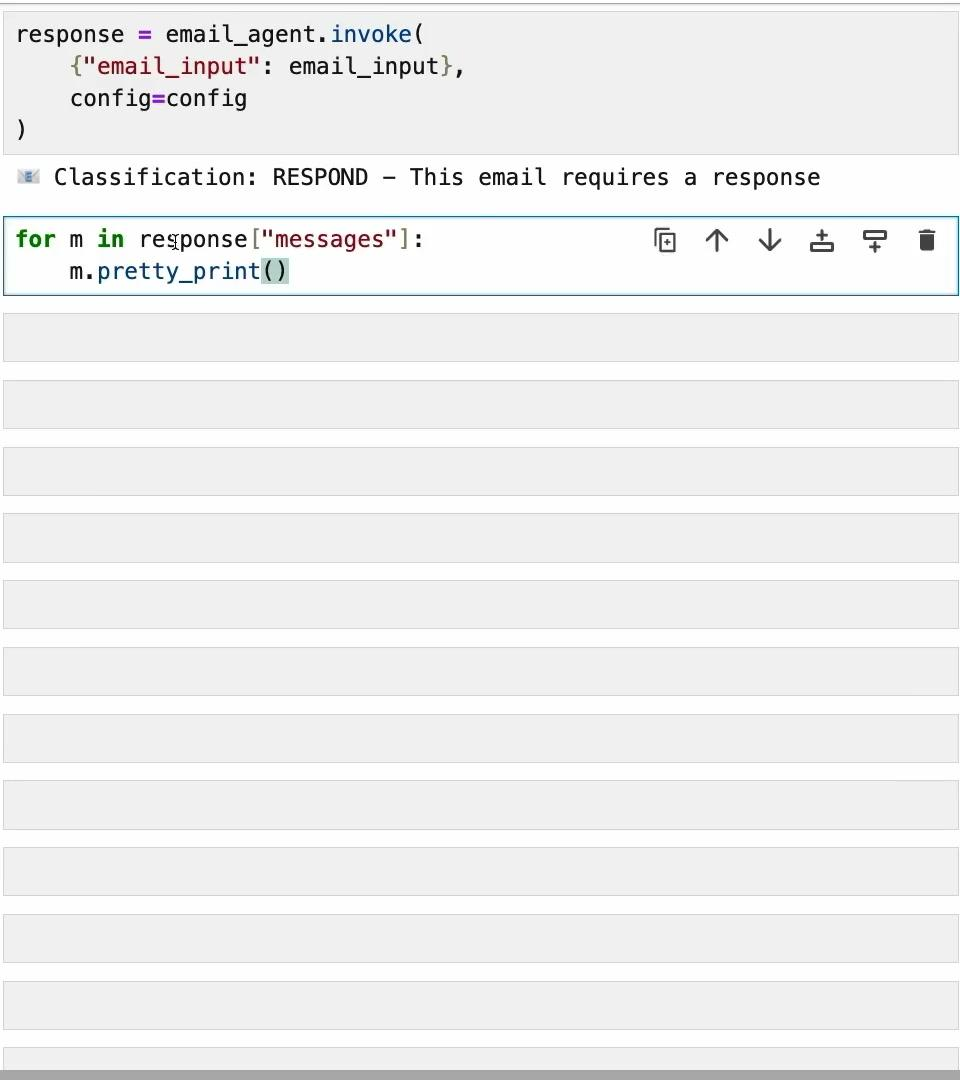 response = email_agent.invoke(
    {"email_input": email_input},
    config=config
)
📧 Classification: RESPOND – This email requires a response
for m in response["messages"]:
    m.pretty_print()